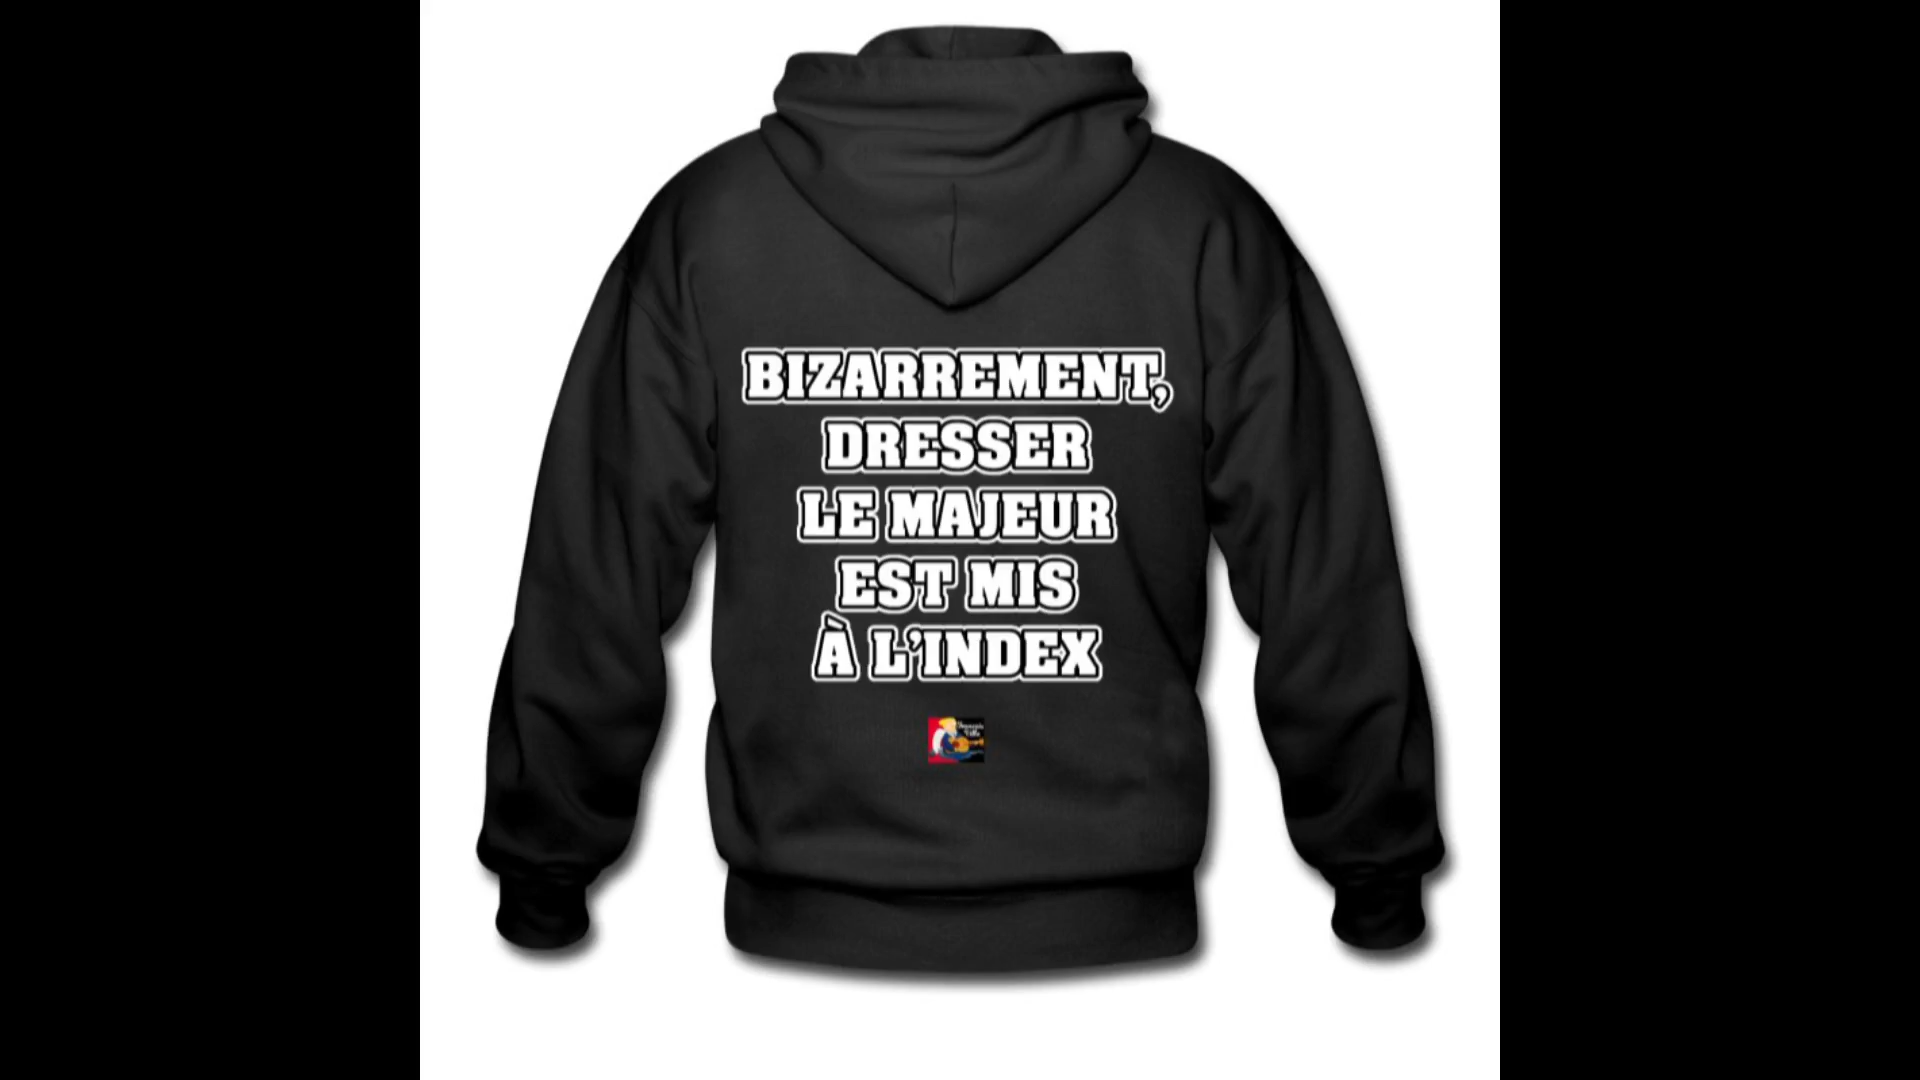 BIZARREMENT,
DRESSER
LE MAJEUR
EST MIS
À L'INDEX